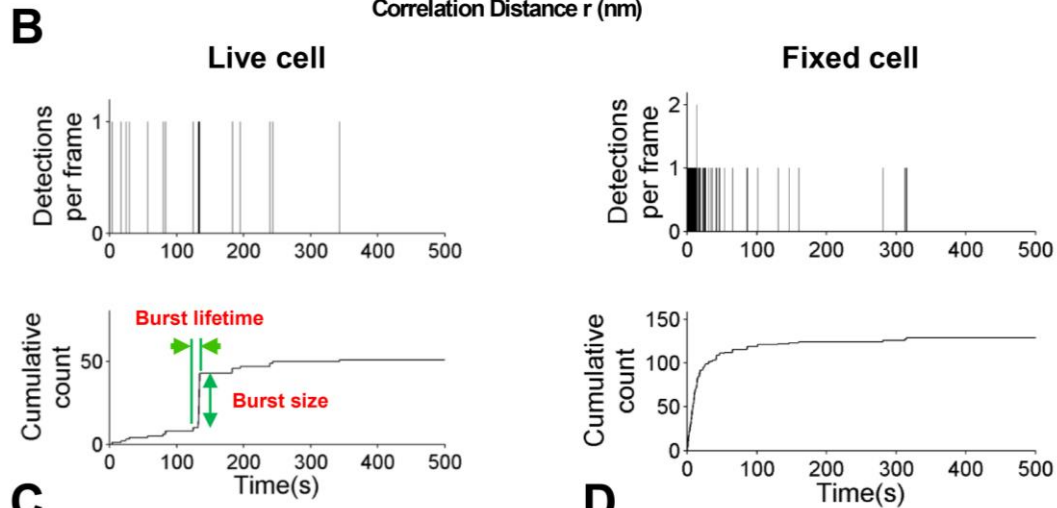 Correlation Distance r (nm)
B
Live cell
Fixed cell
Detections
per frame
1
0
0 100 200 300 400 500
Detections
per frame
2
1
0
0 100 200 300 400 500
Cumulative
count
50
0
Burst lifetime
Burst size
0 100 200 300 400 500
Time(s)
Cumulative
count
150
100
50
0
0 100 200 300 400 500
Time(s)
C
D